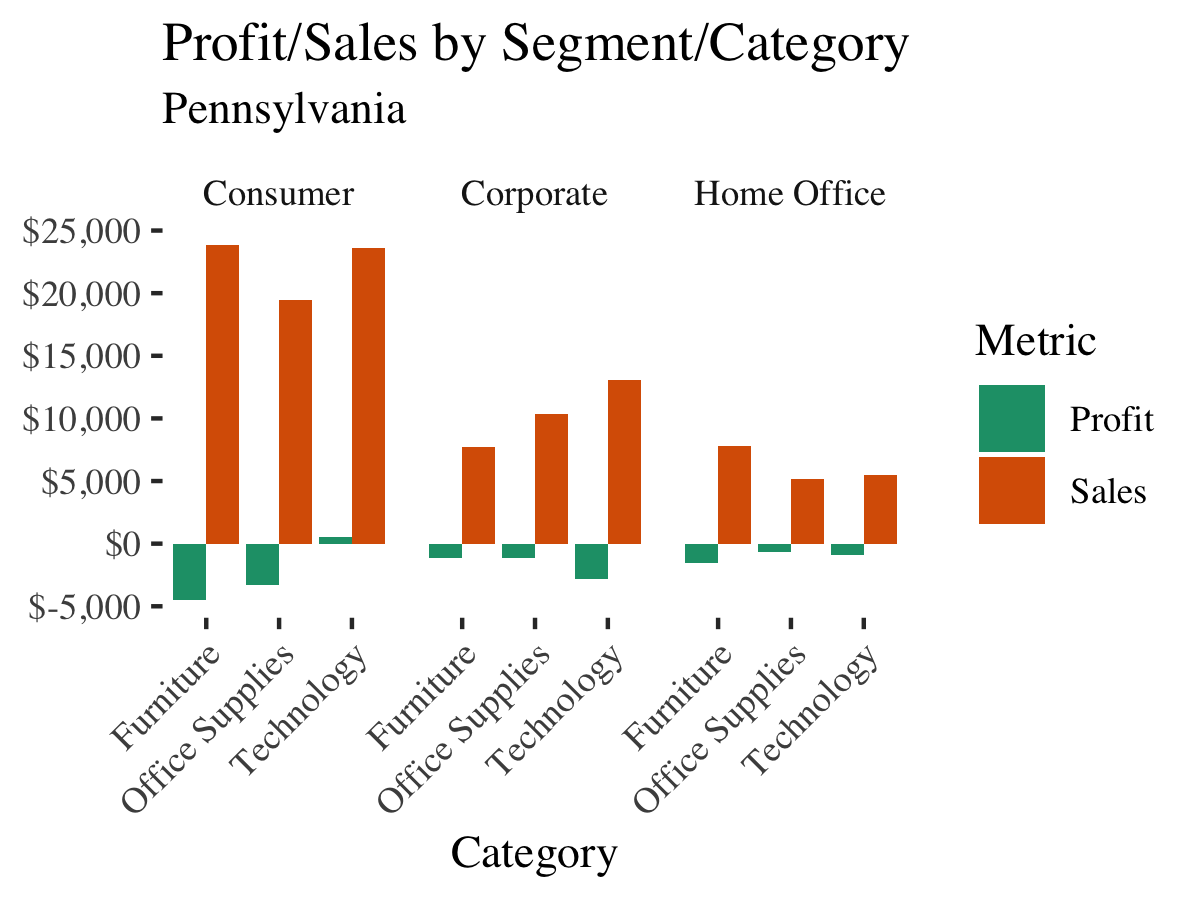 Profit/Sales by Segment/Category
Pennsylvania
Consumer
Corporate
Home Office
$25,000
$20,000
$15,000
$10,000
$5,000
$0
$-5,000
Furniture
Office Supplies
Technology
Furniture
Office Supplies
Technology
Furniture
Office Supplies
Technology
Category
Metric
Profit
Sales